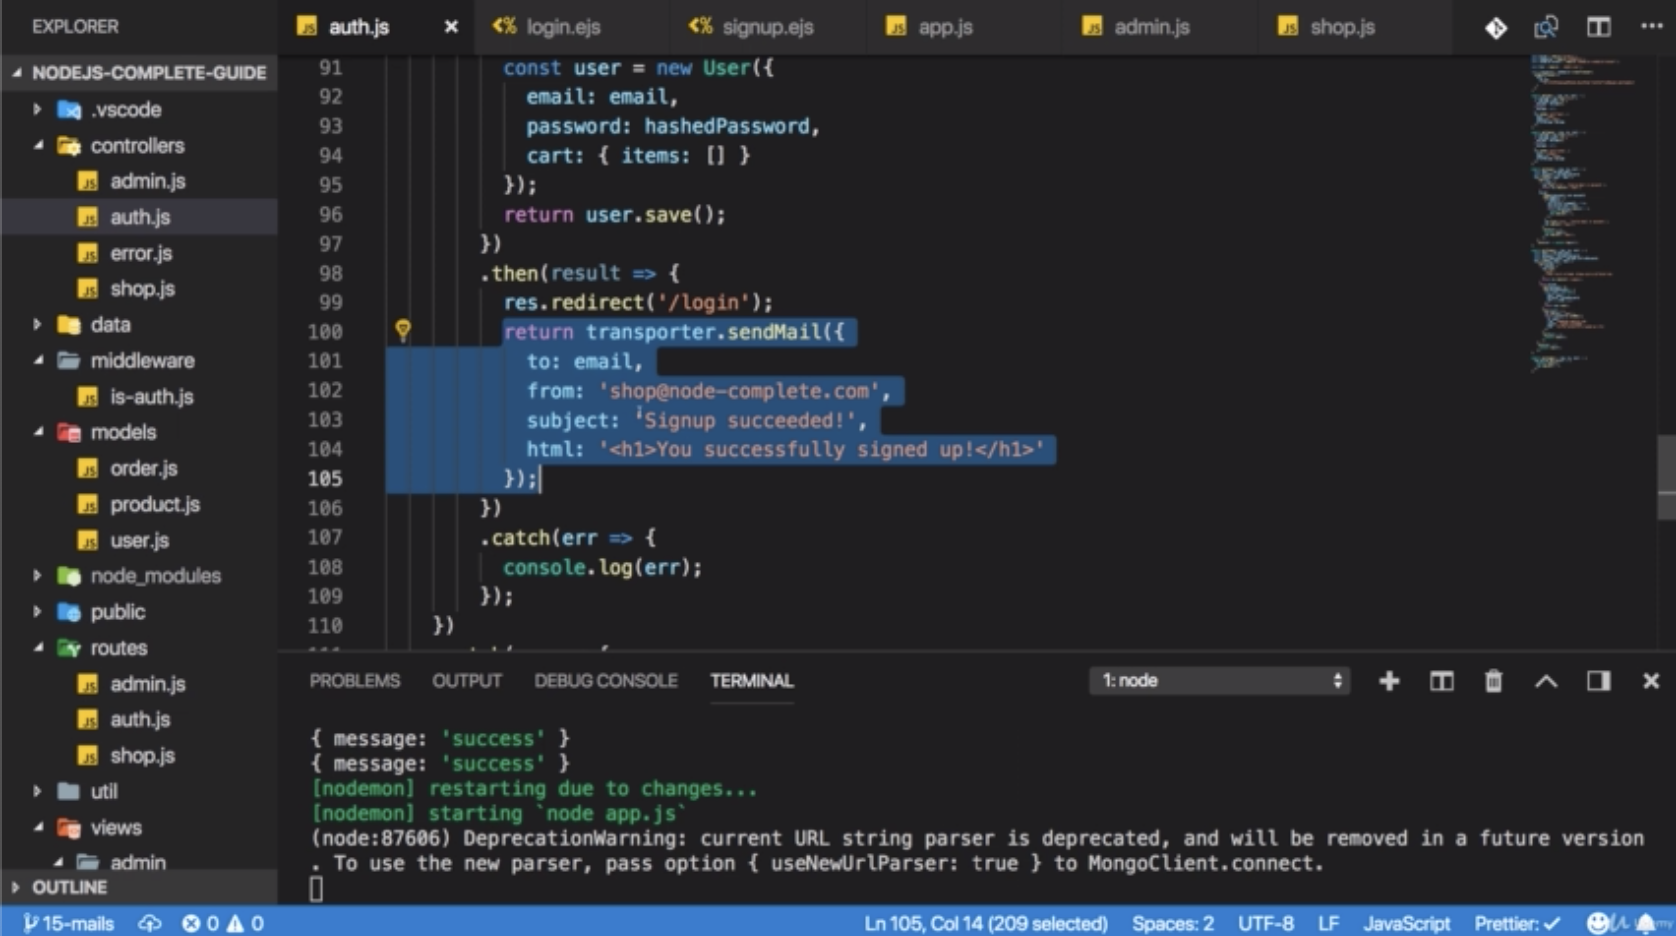 EXPLORER
auth.js
login.ejs
signup.ejs
app.js
admin.js
shop.js
NODEJS-COMPLETE-GUIDE
.vscode
controllers
admin.js
auth.js
error.js
shop.js
data
middleware
is-auth.js
models
order.js
product.js
user.js
node_modules
public
routes
admin.js
auth.js
shop.js
util
views
admin
OUTLINE
91 const user = new User({
92 email: email,
93 password: hashedPassword,
94 cart: { items: [] }
95 });
96 return user.save();
97 })
98 .then(result => {
99 res.redirect('/login');
100 return transporter.sendMail({
101 to: email,
102 from: 'shop@node-complete.com',
103 subject: 'Signup succeeded!',
104 html: '<h1>You successfully signed up!</h1>'
105 });
106 })
107 .catch(err => {
108 console.log(err);
109 });
110 })
PROBLEMS OUTPUT DEBUG CONSOLE TERMINAL 1: node
{ message: 'success' }
{ message: 'success' }
[nodemon] restarting due to changes...
[nodemon] starting `node app.js`
(node:87606) DeprecationWarning: current URL string parser is deprecated, and will be removed in a future version
. To use the new parser, pass option { useNewUrlParser: true } to MongoClient.connect.
15-mails 0 0 Ln 105, Col 14 (209 selected) Spaces: 2 UTF-8 LF JavaScript Prettier: ✓